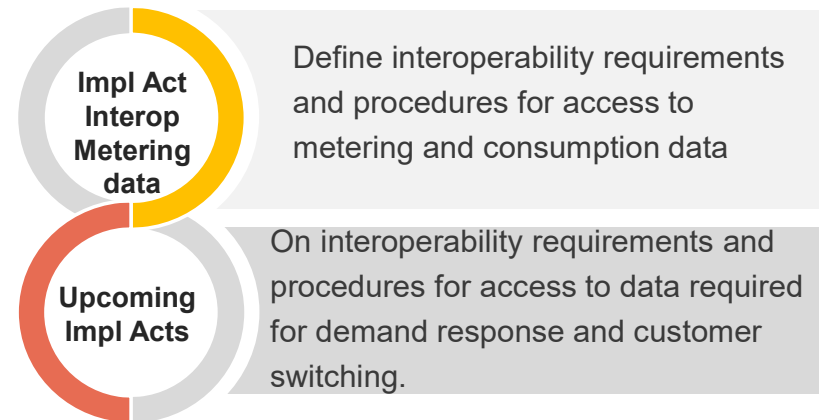 Impl Act
Interop
Metering
data
Define interoperability requirements
and procedures for access to
metering and consumption data
Upcoming
Impl Acts
On interoperability requirements and
procedures for access to data required
for demand response and customer
switching.